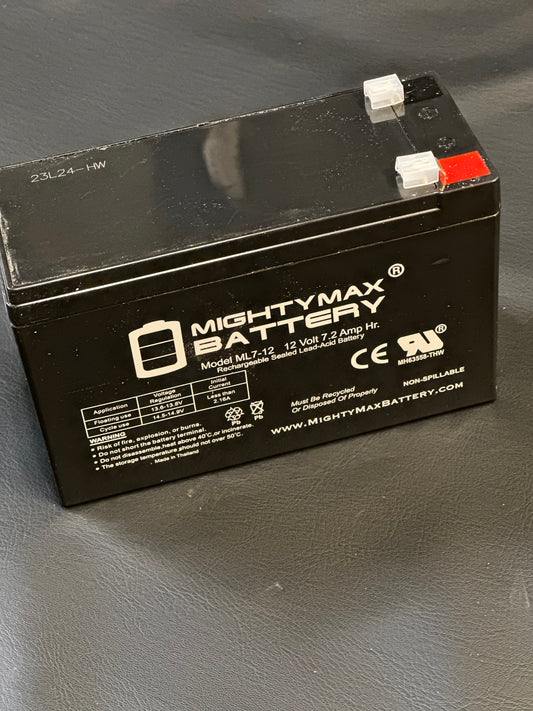 23L24-HW
MIGHTYMAX®
BATTERY
Model ML7-12 12 Volt 7.2 Amp Hr.
Rechargeable Sealed Lead-Acid Battery
CE
MH63558-THW
NON-SPILLABLE
Application Voltage Regulation Initial Current
Floating use 13.6-13.8V Less than 2.16A
Cycle use 14.5-14.9V
Pb Pb
Must Be Recycled
or Disposed Of Properly
WWW.MIGHTYMAXBATTERY.COM
WARNING
• Risk of fire, explosion, or burns.
• Do not short the battery terminal.
• Do not disassemble,heat above 40°C,or incinerate.
• The storage temperature should not over 50°C.
Made in Thailand